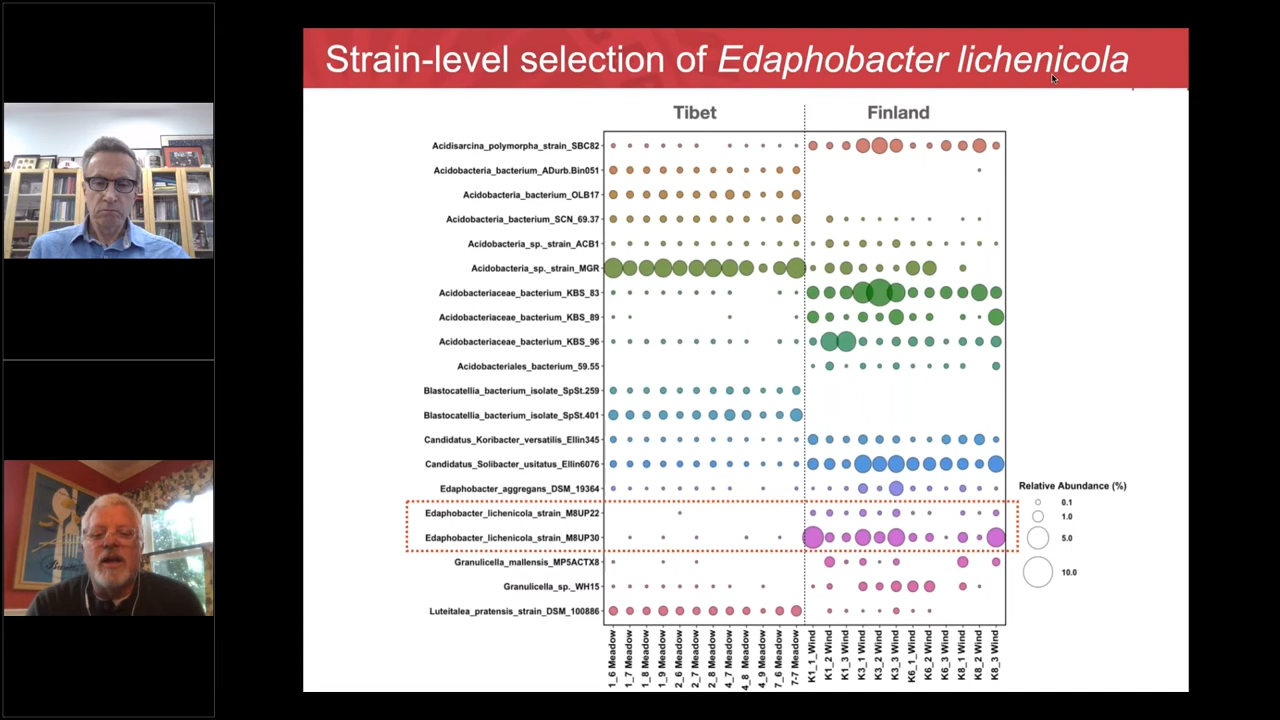 Strain-level selection of Edaphobacter lichenicola
Tibet
Finland
Acidisarcina_polymorpha_strain_SBC82
Acidobacteria_bacterium_ADurb.Bin051
Acidobacteria_bacterium_OLB17
Acidobacteria_bacterium_SCN_69.37
Acidobacteria_sp._strain_ACB1
Acidobacteria_sp._strain_MGR
Acidobacteriaceae_bacterium_KBS_83
Acidobacteriaceae_bacterium_KBS_89
Acidobacteriaceae_bacterium_KBS_96
Acidobacteriales_bacterium_59.55
Blastocatellia_bacterium_isolate_SpSt.259
Blastocatellia_bacterium_isolate_SpSt.401
Candidatus_Koribacter_versatilis_Ellin345
Candidatus_Solibacter_usitatus_Ellin6076
Edaphobacter_aggregans_DSM_19364
Edaphobacter_lichenicola_strain_M8UP22
Edaphobacter_lichenicola_strain_M8UP30
Granulicella_mallensis_MP5ACTX8
Granulicella_sp._WH15
Luteitalea_pratensis_strain_DSM_100886
Relative Abundance (%)
0.1
1.0
5.0
10.0
1_6 Meadow
1_7 Meadow
1_8 Meadow
1_9 Meadow
2_6 Meadow
2_7 Meadow
2_8 Meadow
4_7 Meadow
4_8 Meadow
4_9 Meadow
7_6 Meadow
7-7 Meadow
K1_1_Wind
K1_2 Wind
K1_3 Wind
K3_1 Wind
K3_2 Wind
K3_3 Wind
K6_1_Wind
K6_2 Wind
K6_3 Wind
K8_1 Wind
K8_2 Wind
K8_3 Wind